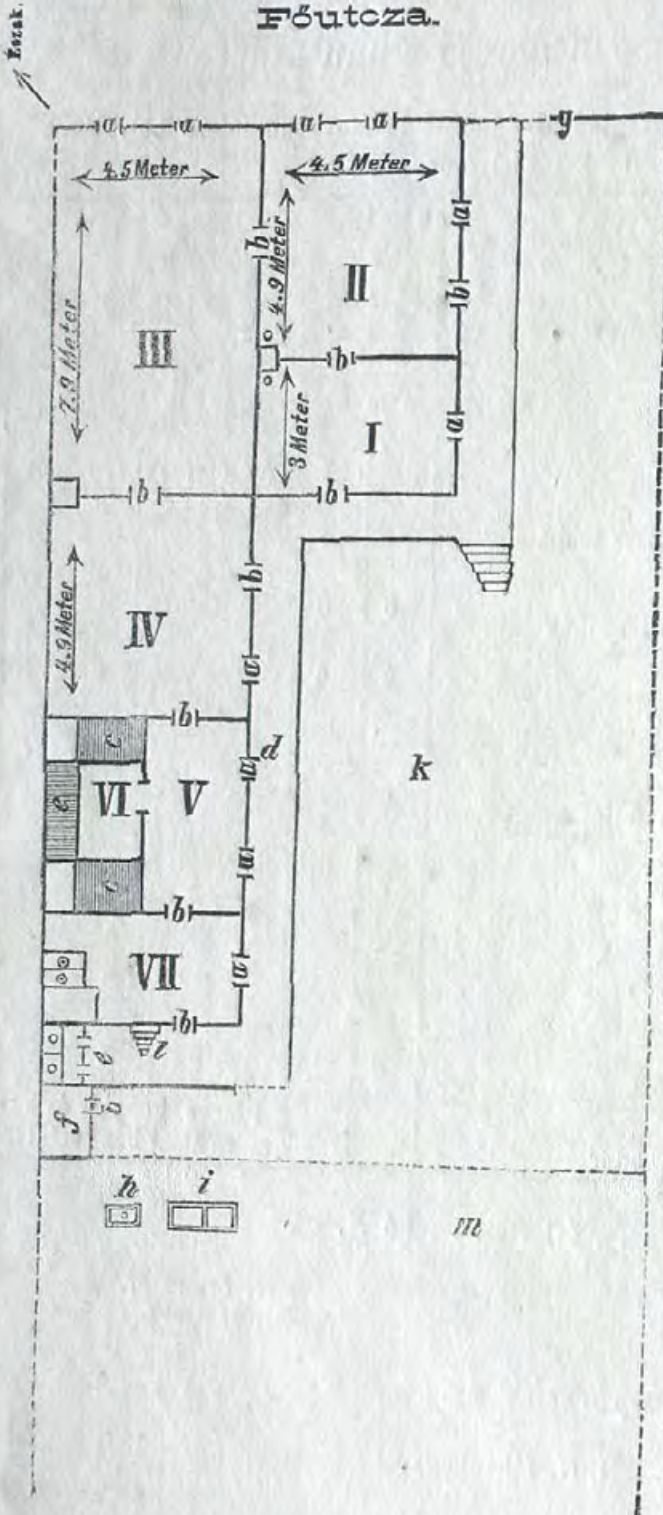 Főutcza.
Észak.
a a a a g
4.5 Meter 4.5 Meter
a
b 4.9 Meter
II
b
7.9 Meter
III
b
3 Meter
I
a
b b
b
4.9 Meter
IV
a
b
c d
a
e VI V k
a
c
b
VII
a
b
e l
f b
h i m